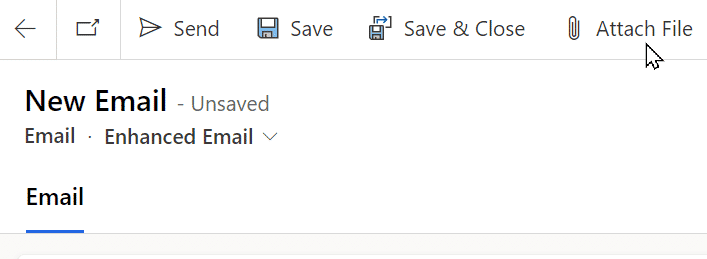 Send Save Save & Close Attach File
New Email - Unsaved
Email · Enhanced Email
Email